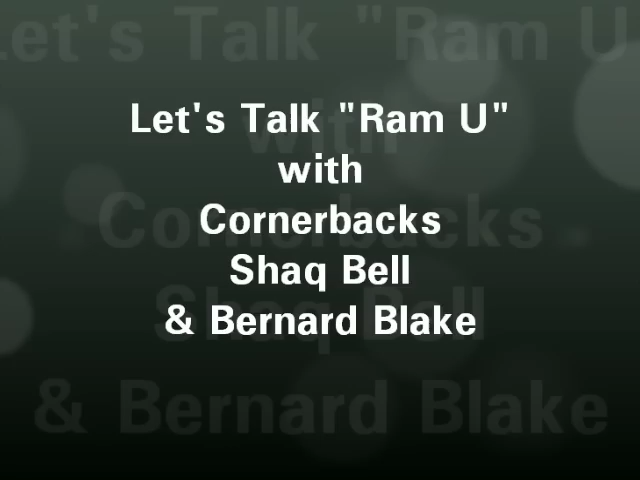 Let's Talk "Ram U"
with
Cornerbacks
Shaq Bell
& Bernard Blake